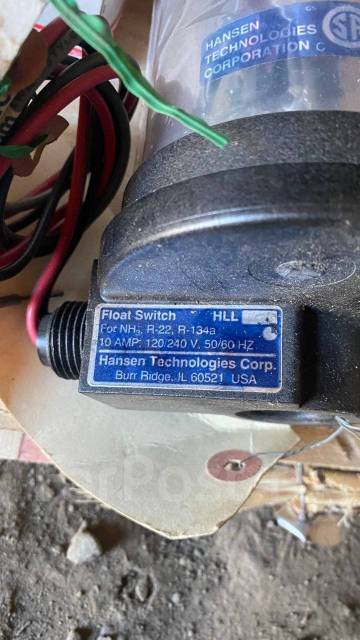 HANSEN
TECHNOLOGIES
CORPORATION
Float Switch HLL
For NH3, R-22, R-134a
10 AMP, 120/240 V, 50/60 HZ
Hansen Technologies Corp.
Burr Ridge, IL 60521 USA